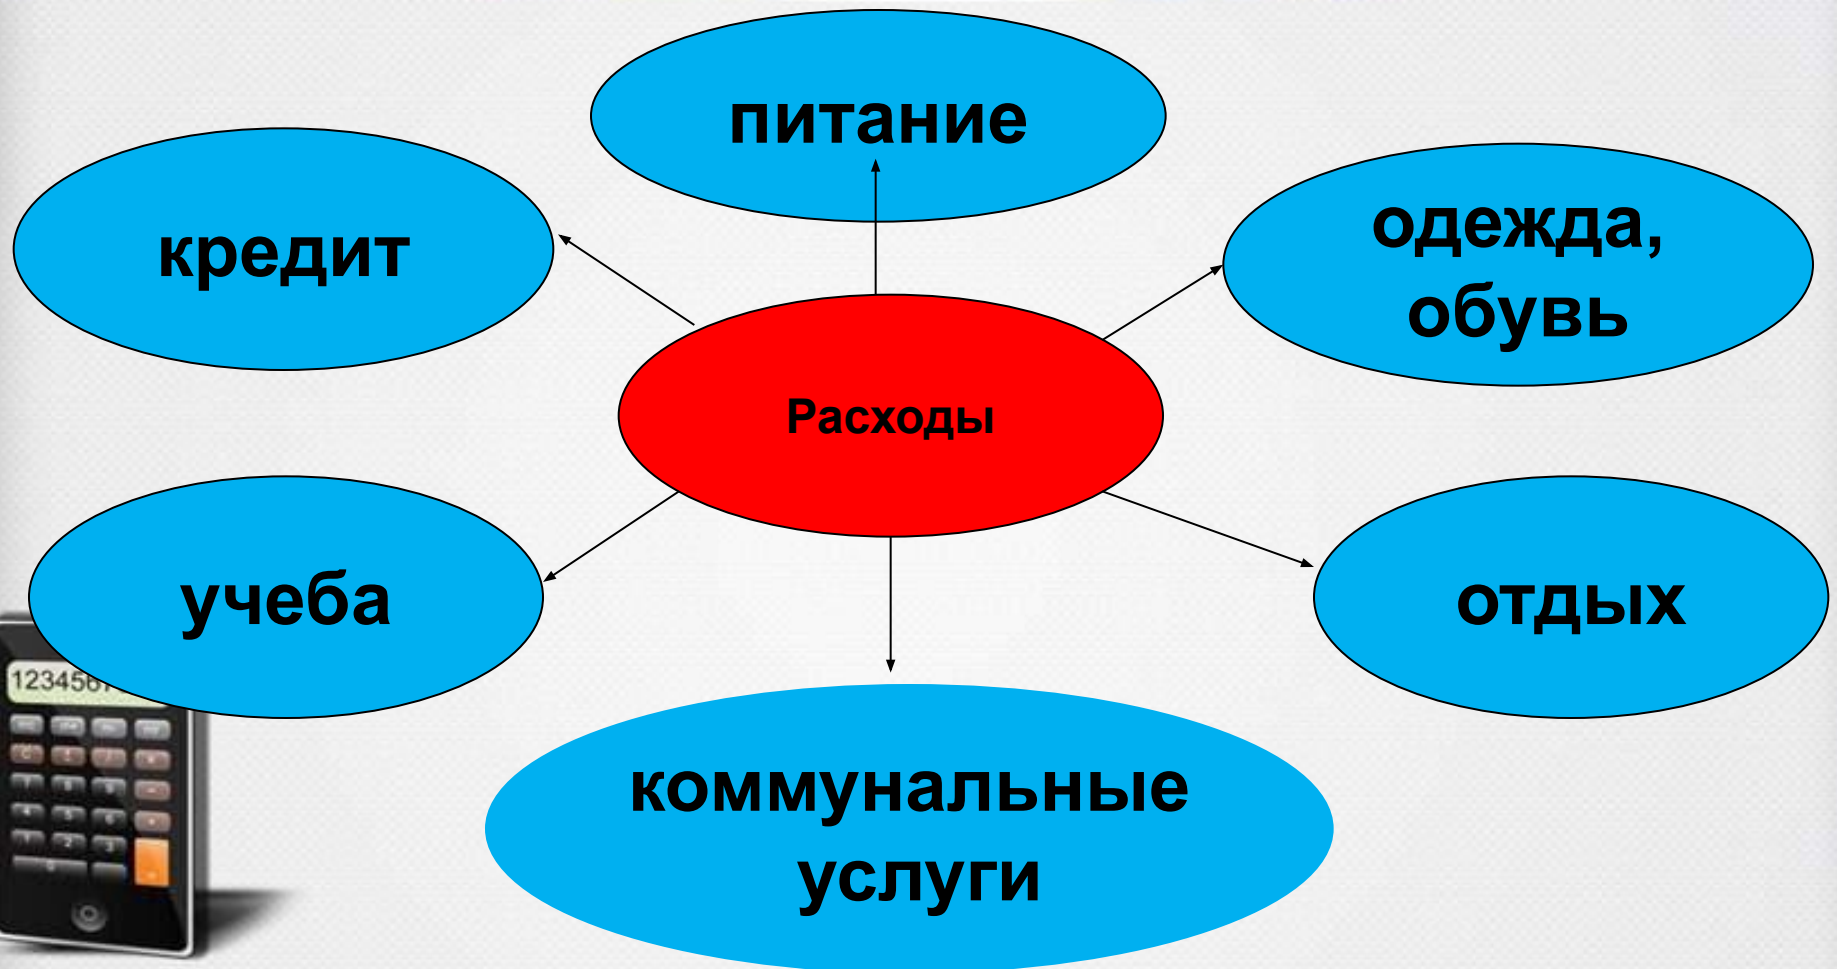 питание
кредит
одежда,
обувь
Расходы
учеба
отдых
коммунальные
услуги